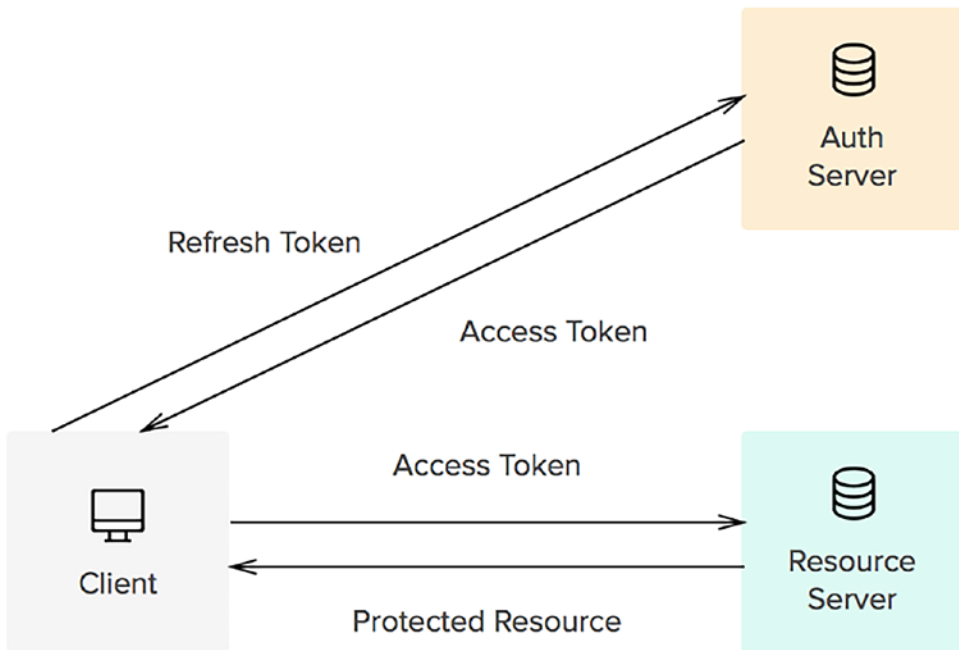 Auth
Server
Refresh Token
Access Token
Access Token
Client
Resource
Server
Protected Resource